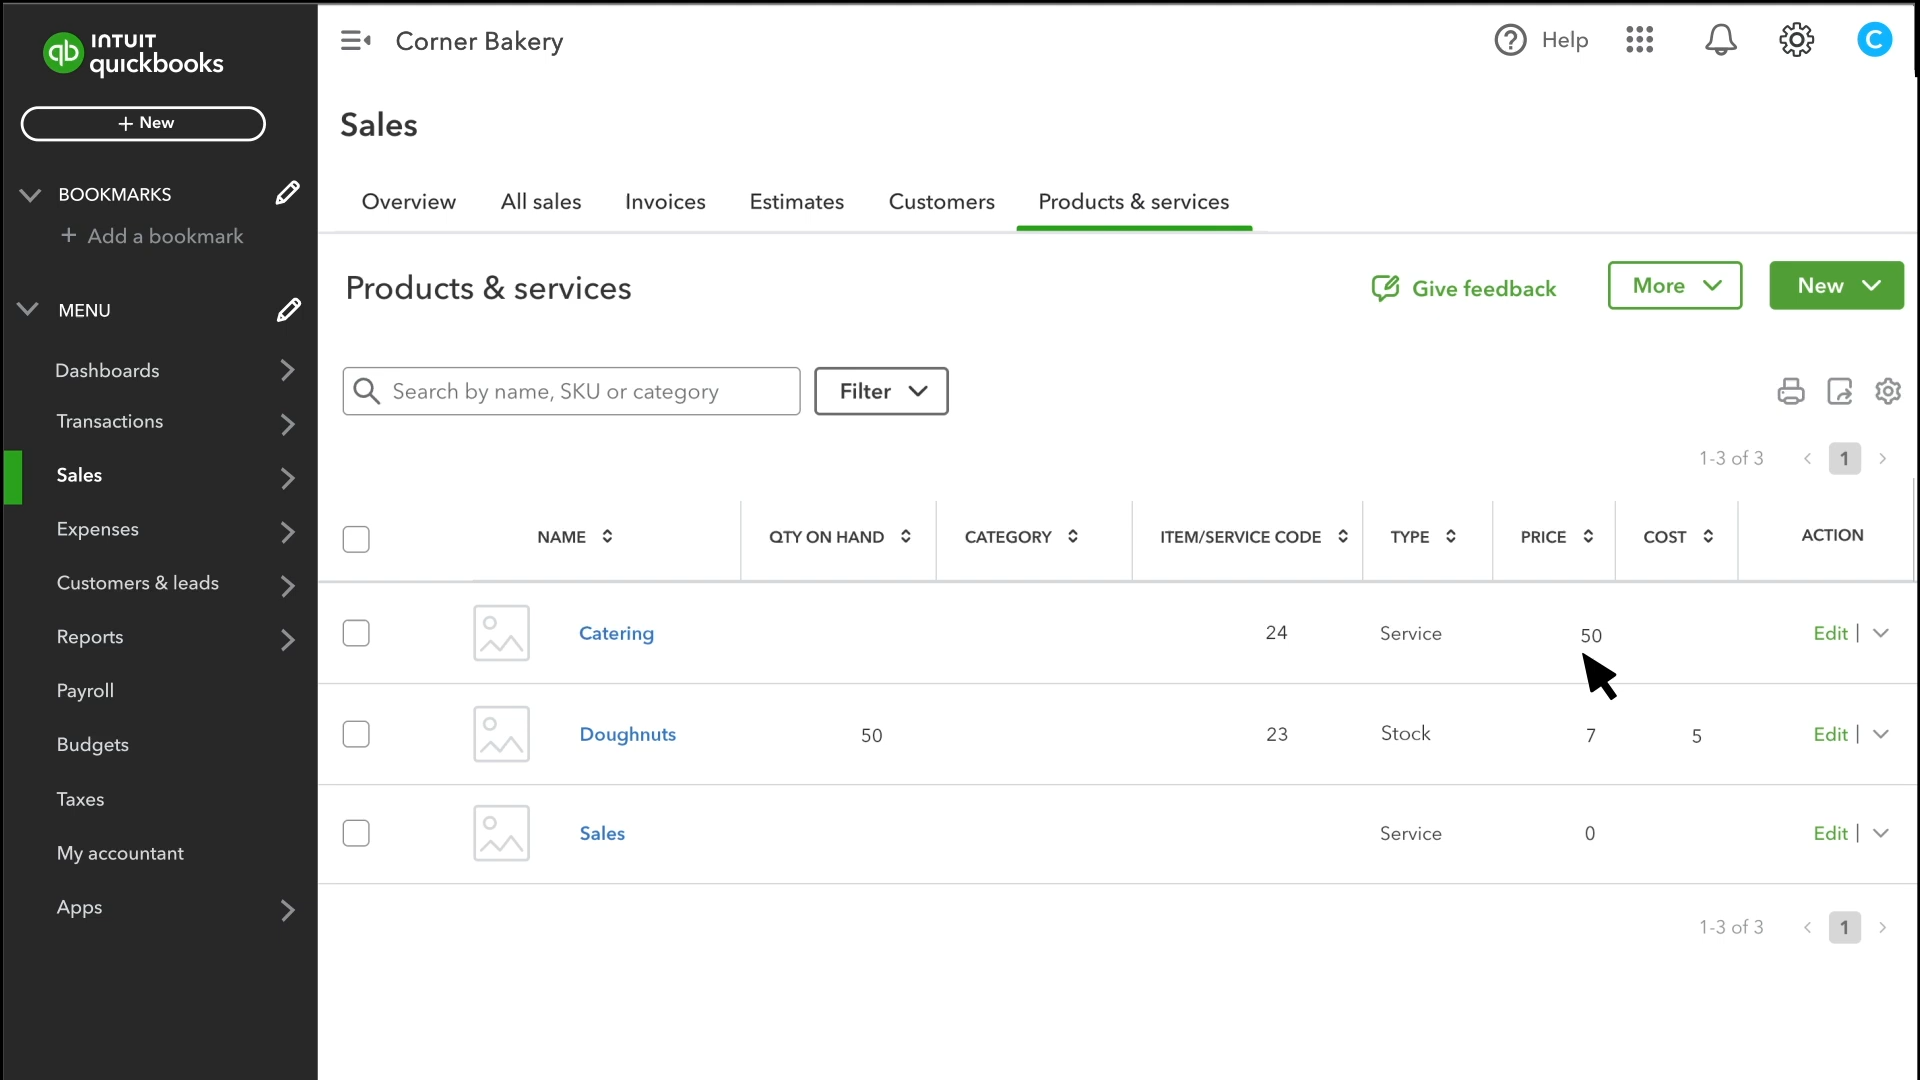 INTUIT
quickbooks
+ New
BOOKMARKS
+ Add a bookmark
MENU
Dashboards
Transactions
Sales
Expenses
Customers & leads
Reports
Payroll
Budgets
Taxes
My accountant
Apps
Corner Bakery
Help
C
Sales
Overview All sales Invoices Estimates Customers Products & services
Products & services
Give feedback
More
New
Search by name, SKU or category
Filter
1-3 of 3 < 1 >
NAME QTY ON HAND CATEGORY ITEM/SERVICE CODE TYPE PRICE COST ACTION
Catering 24 Service 50 Edit |
Doughnuts 50 23 Stock 7 5 Edit |
Sales Service 0 Edit |
1-3 of 3 < 1 >